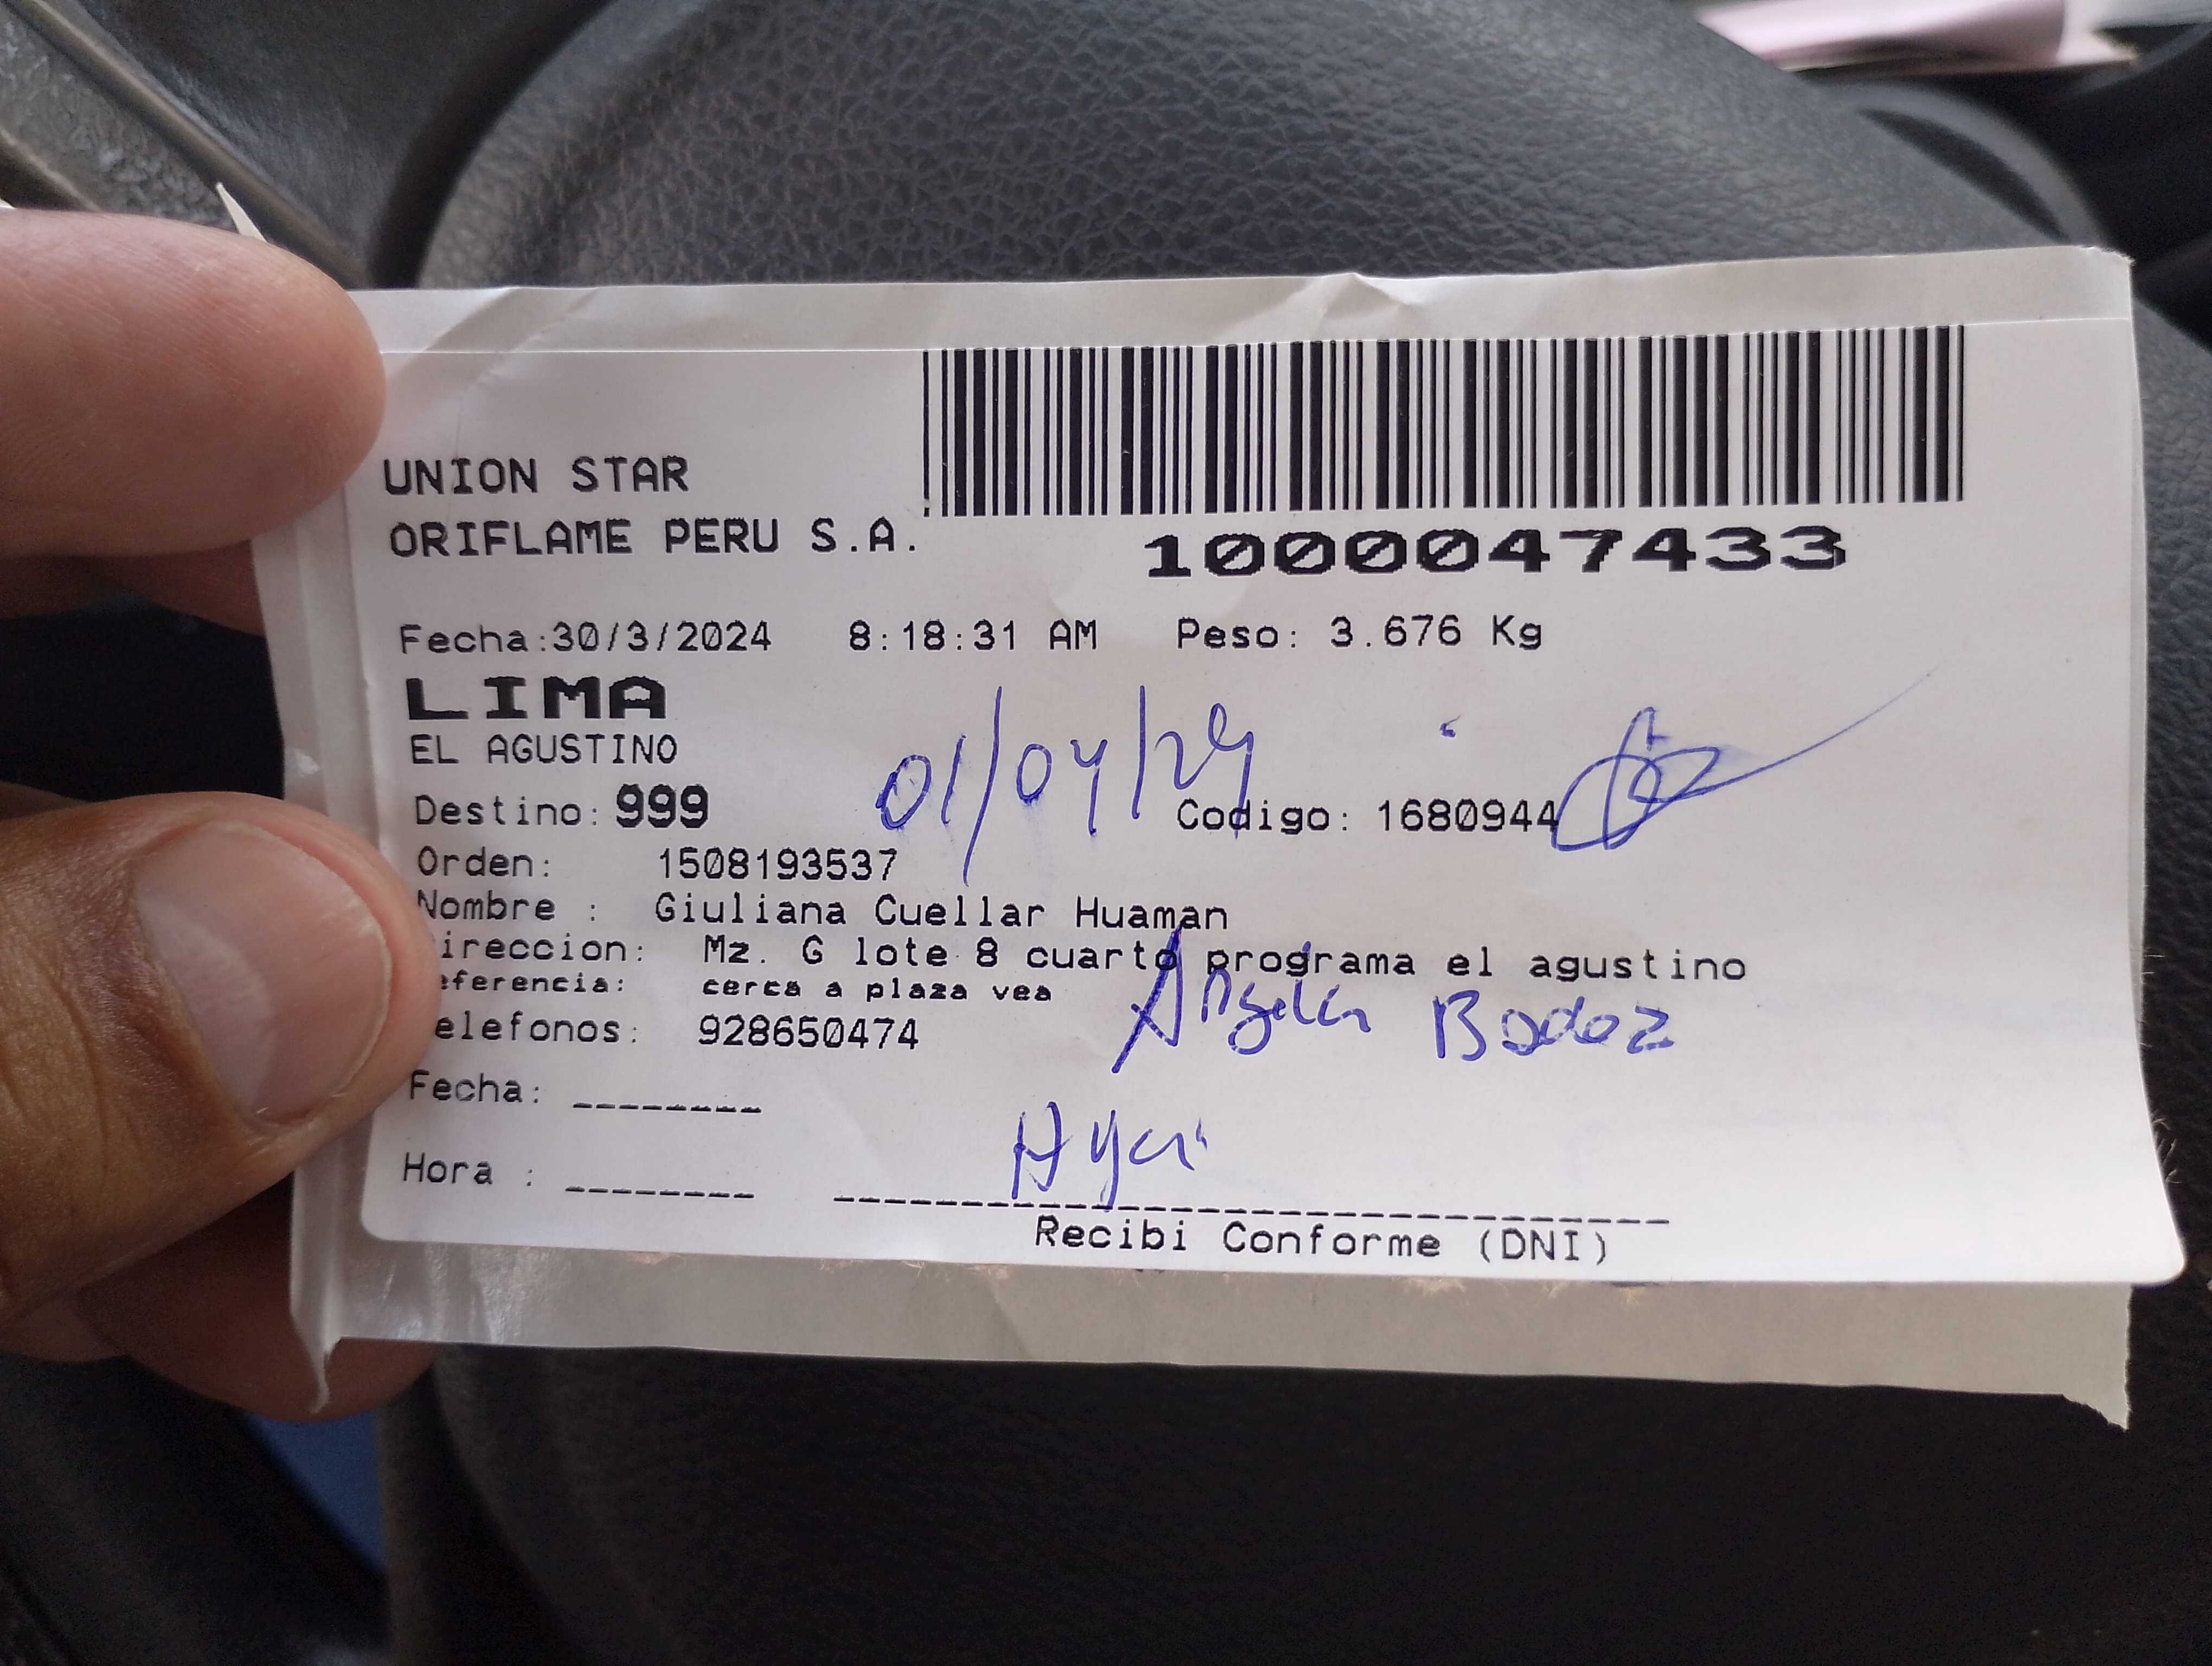 UNION STAR
ORIFLAME PERU S.A.
1000047433
Fecha:30/3/2024 8:18:31 AM Peso: 3.676 Kg
LIMA
EL AGUSTINO
01/04/24
Destino: 999 Codigo: 1680944
Orden: 1508193537
Nombre : Giuliana Cuellar Huaman
ireccion: Mz. G lote 8 cuarto programa el agustino
eferencia: cerca a plaza vea
Angela
elefonos: 928650474
Fecha: --------
Hora : --------
Recibi Conforme (DNI)